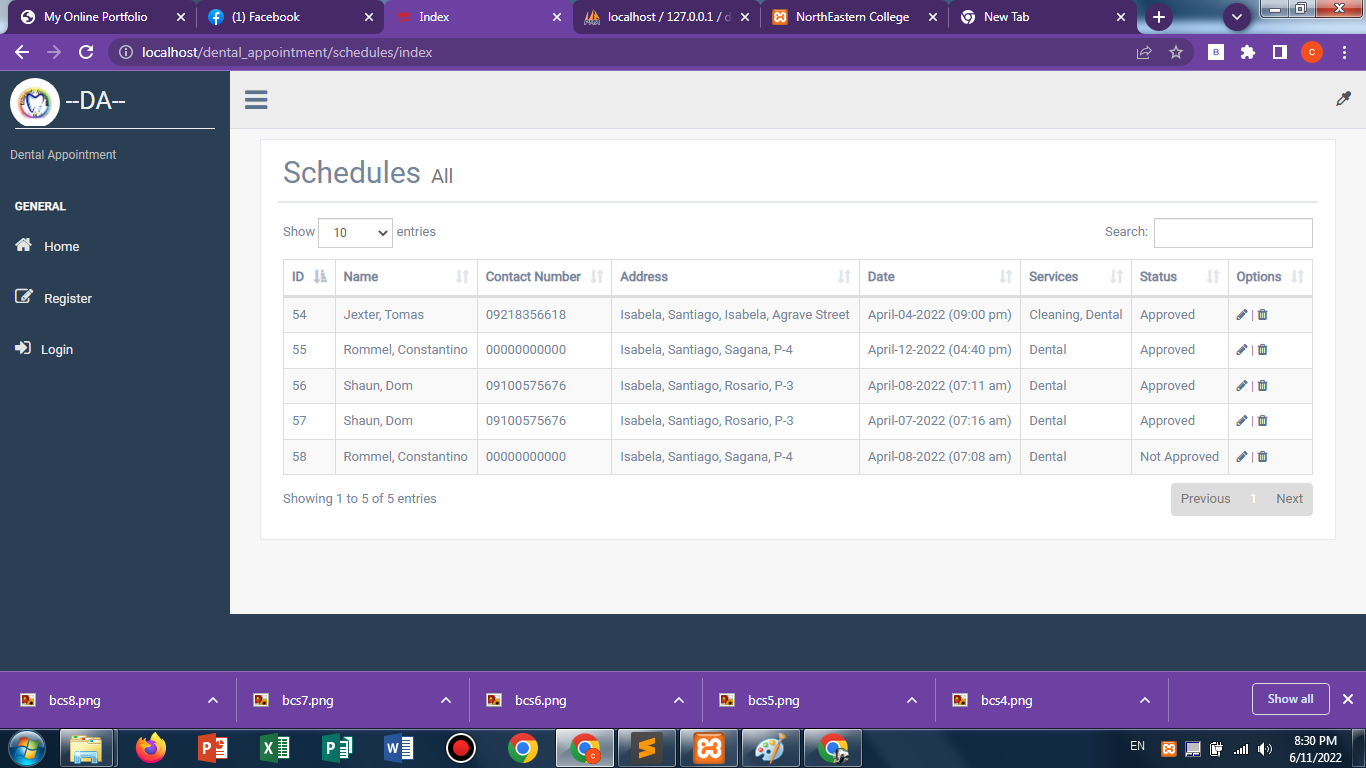 My Online Portfolio
(1) Facebook
Index
localhost / 127.0.0.1 / d
NorthEastern College
New Tab
localhost/dental_appointment/schedules/index
B
C
--DA--
Dental Appointment
GENERAL
Home
Register
Login
Schedules All
Show 10 entries
Search:
ID Name Contact Number Address Date Services Status Options
54 Jexter, Tomas 09218356618 Isabela, Santiago, Isabela, Agrave Street April-04-2022 (09:00 pm) Cleaning, Dental Approved |
55 Rommel, Constantino 00000000000 Isabela, Santiago, Sagana, P-4 April-12-2022 (04:40 pm) Dental Approved |
56 Shaun, Dom 09100575676 Isabela, Santiago, Rosario, P-3 April-08-2022 (07:11 am) Dental Approved |
57 Shaun, Dom 09100575676 Isabela, Santiago, Rosario, P-3 April-07-2022 (07:16 am) Dental Approved |
58 Rommel, Constantino 00000000000 Isabela, Santiago, Sagana, P-4 April-08-2022 (07:08 am) Dental Not Approved |
Showing 1 to 5 of 5 entries
Previous 1 Next
bcs8.png
bcs7.png
bcs6.png
bcs5.png
bcs4.png
Show all
EN
8:30 PM
6/11/2022